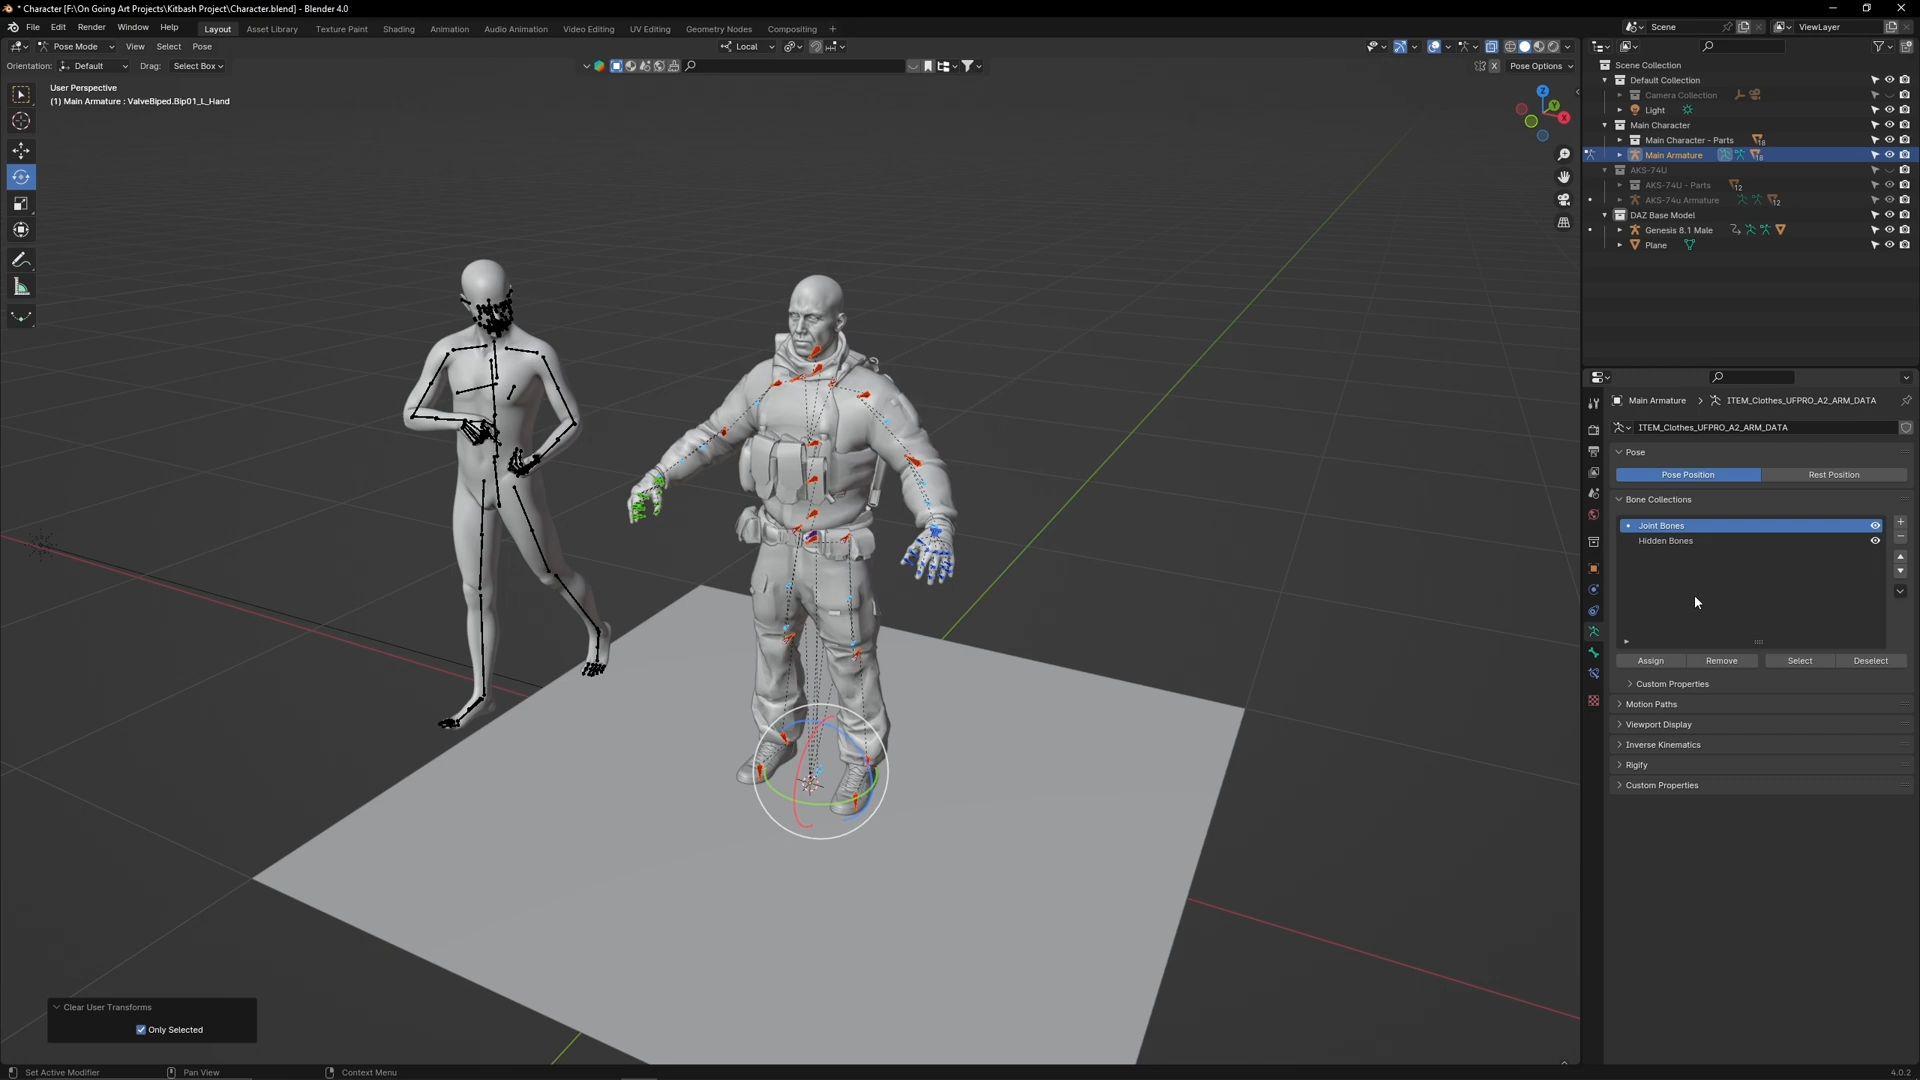 * Character [F:\On Going Art Projects\Kitbash Project\Character.blend] - Blender 4.0
File Edit Render Window Help Layout Asset Library Texture Paint Shading Animation Audio Animation Video Editing UV Editing Geometry Nodes Compositing + Scene ViewLayer
Pose Mode View Select Pose Local
Orientation: Default Drag: Select Box X Pose Options
User Perspective
(1) Main Armature : ValveBiped.Bip01_L_Hand
Z
Y
X
Scene Collection
Default Collection
Camera Collection
Light
Main Character
Main Character - Parts 18
Main Armature 18
AKS-74U
AKS-74U - Parts 12
AKS-74u Armature 12
DAZ Base Model
Genesis 8.1 Male
Plane
Main Armature > ITEM_Clothes_UFPRO_A2_ARM_DATA
ITEM_Clothes_UFPRO_A2_ARM_DATA
Pose
Pose Position Rest Position
Bone Collections
Joint Bones
Hidden Bones
Assign Remove Select Deselect
Custom Properties
Motion Paths
Viewport Display
Inverse Kinematics
Rigify
Custom Properties
Clear User Transforms
Only Selected
Set Active Modifier Pan View Context Menu 4.0.2